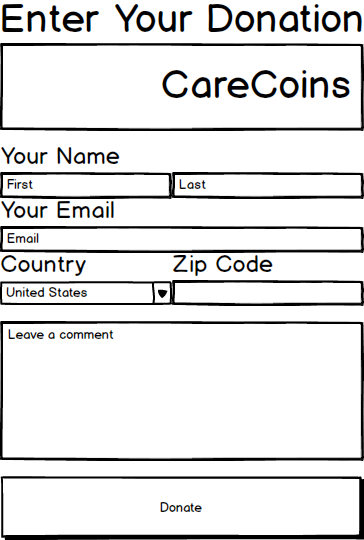 Enter Your Donation
CareCoins
Your Name
First Last
Your Email
Email
Country Zip Code
United States
Leave a comment
Donate